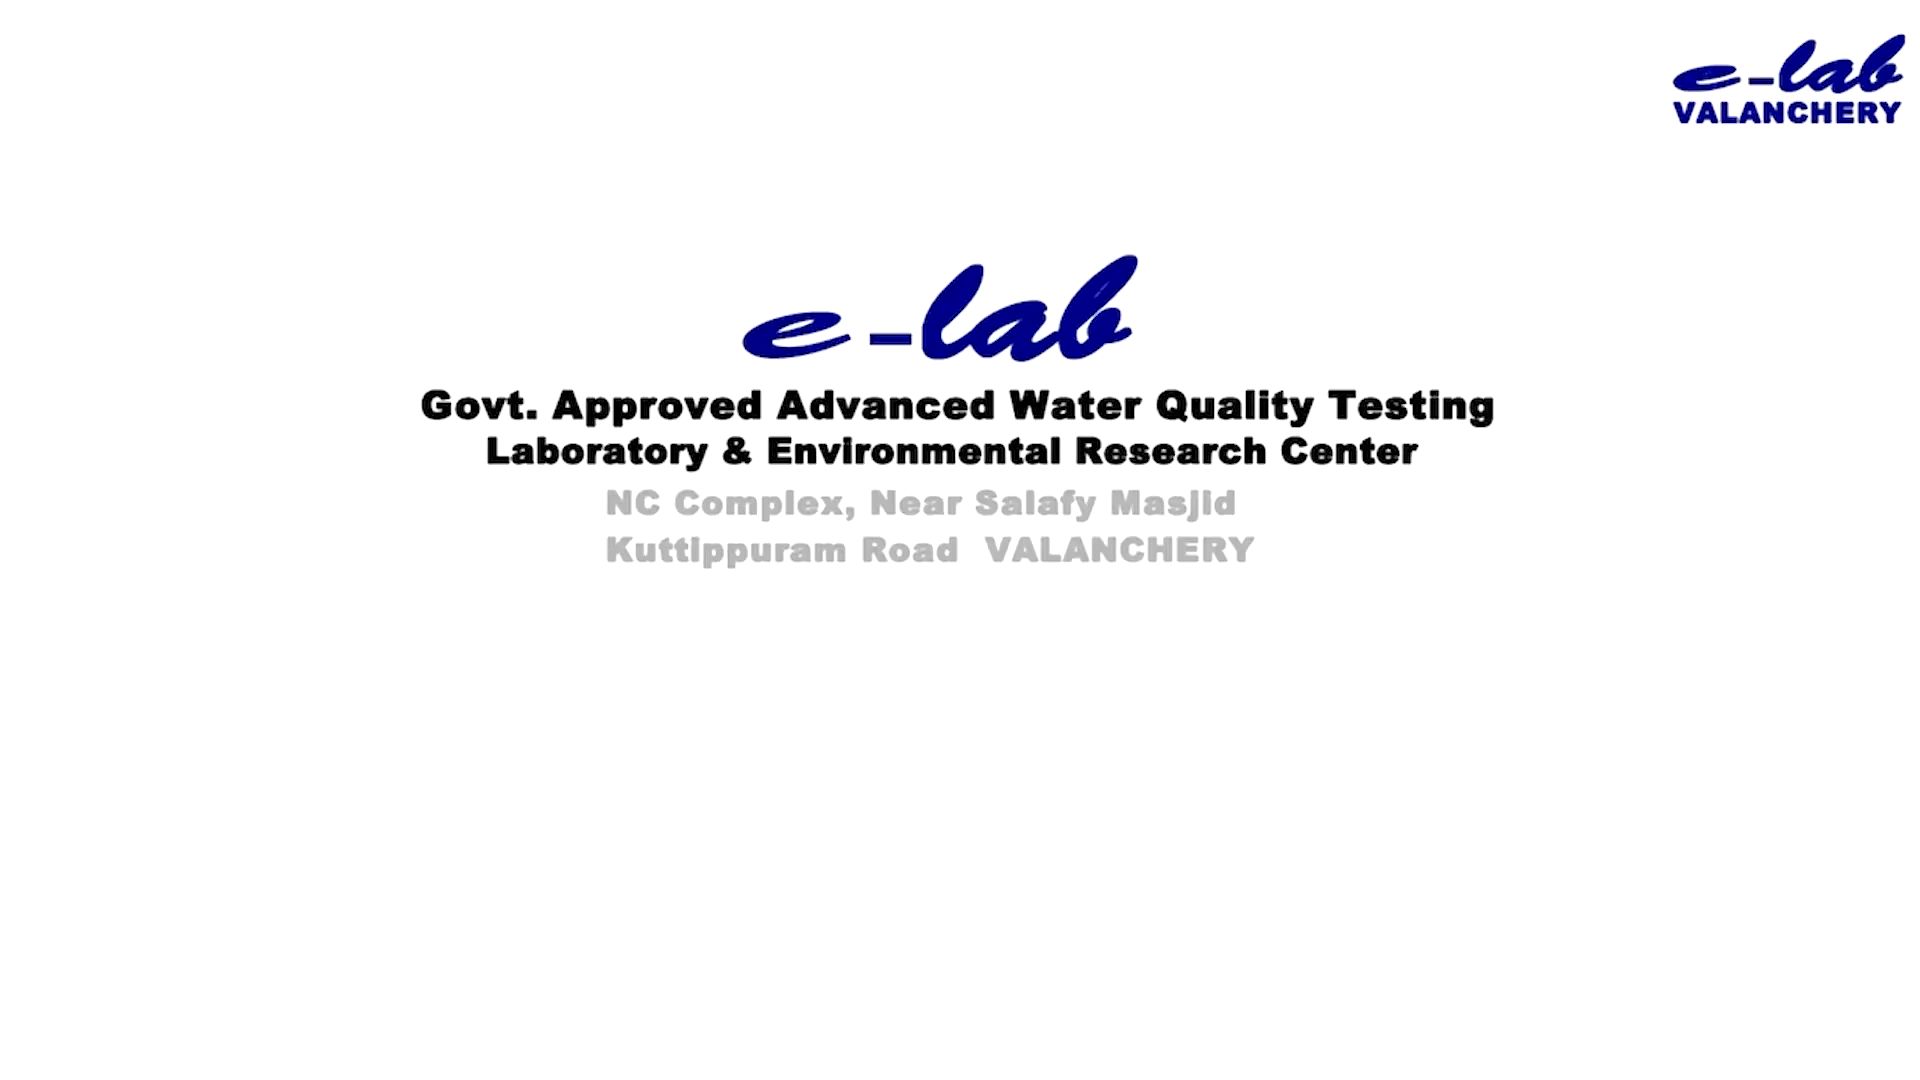 e-lab
VALANCHERY
e-lab
Govt. Approved Advanced Water Quality Testing
Laboratory & Environmental Research Center
NC Complex, Near Salafy Masjid
Kuttippuram Road VALANCHERY